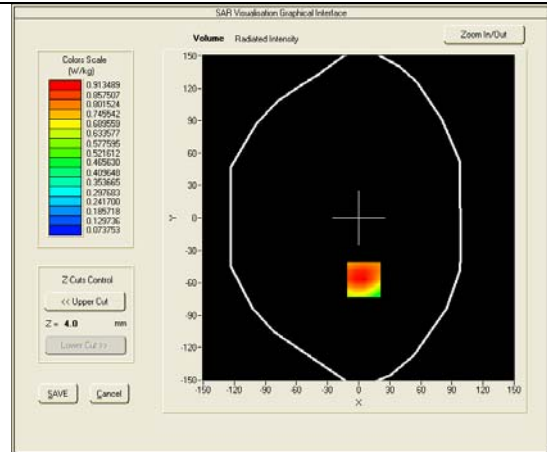 SAR Visualisation Graphical Interface
Volume Radiated Intensity
Zoom In/Out
Colors Scale
(W/kg)
0.913489
0.857507
0.801524
0.745542
0.689559
0.633577
0.577595
0.521612
0.465630
0.409648
0.353665
0.297683
0.241700
0.185718
0.129736
0.073753
150-
120-
90-
60-
30-
0-
-30-
-60-
-90-
-120-
-150-
Y
-150 -120 -90 -60 -30 0 30 60 90 120 150
X
Z Cuts Control
<< Upper Cut
Z = 4.0 mm
Lower Cut >>
SAVE Cancel